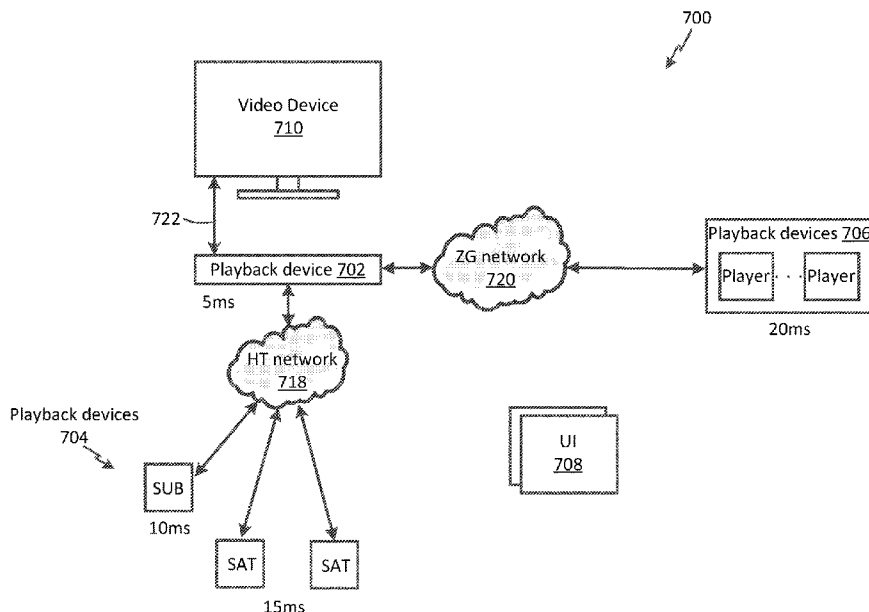 700
Video Device
710
722
Playback device 702
5ms
ZG network
720
Playback devices 706
Player · · · Player
20ms
HT network
718
Playback devices
704
SUB
10ms
SAT
SAT
15ms
UI
708